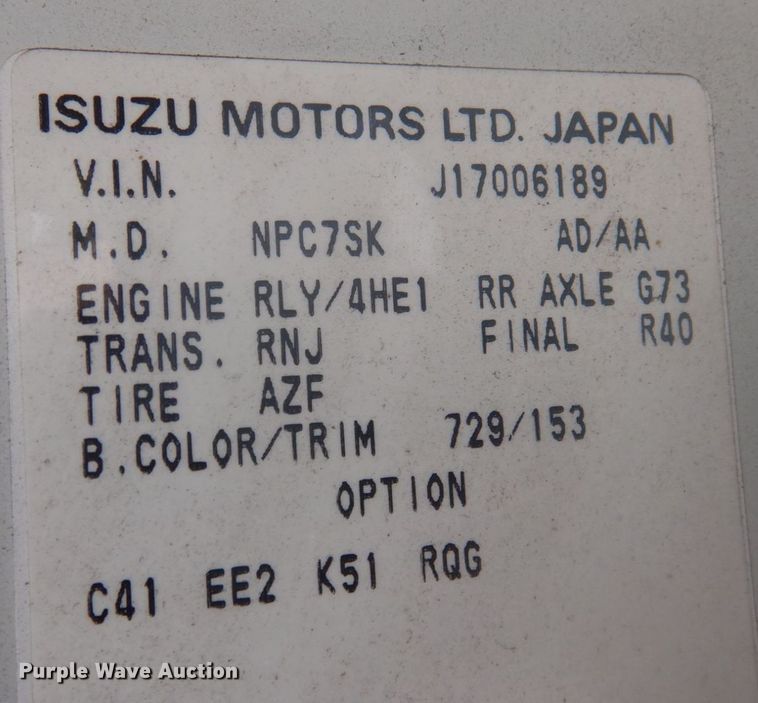 ISUZU MOTORS LTD. JAPAN
V.I.N. J17006189
M.D. NPC7SK AD/AA
ENGINE RLY/4HE1 RR AXLE G73
TRANS. RNJ FINAL R40
TIRE AZF
B.COLOR/TRIM 729/153
OPTION
C41 EE2 K51 RQG
Purple Wave Auction